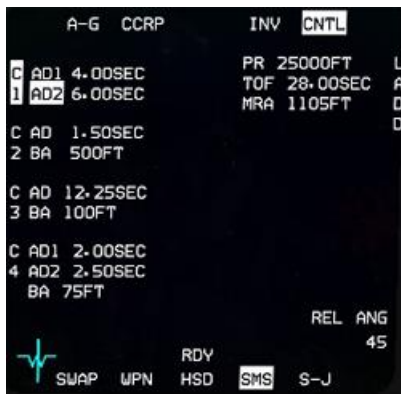 A-G CCRP INV CNTL
C AD1 4.00SEC PR 25000FT
1 AD2 6.00SEC TOF 28.00SEC
MRA 1105FT
C AD 1.50SEC
2 BA 500FT
C AD 12.25SEC
3 BA 100FT
C AD1 2.00SEC
4 AD2 2.50SEC
BA 75FT
REL ANG
45
RDY
SWAP WPN HSD SMS S-J